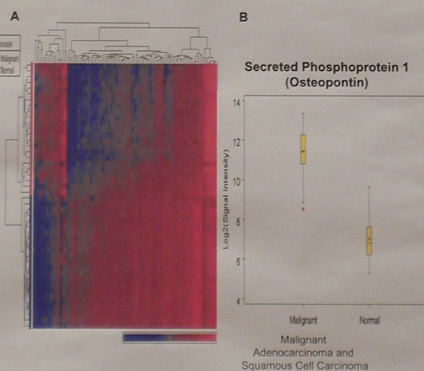 A
B
Malignant
Normal
Secreted Phosphoprotein 1
(Osteopontin)
Log2(Signal Intensity)
14
12
10
8
6
4
Malignant
Normal
Malignant
Adenocarcinoma and
Squamous Cell Carcinoma